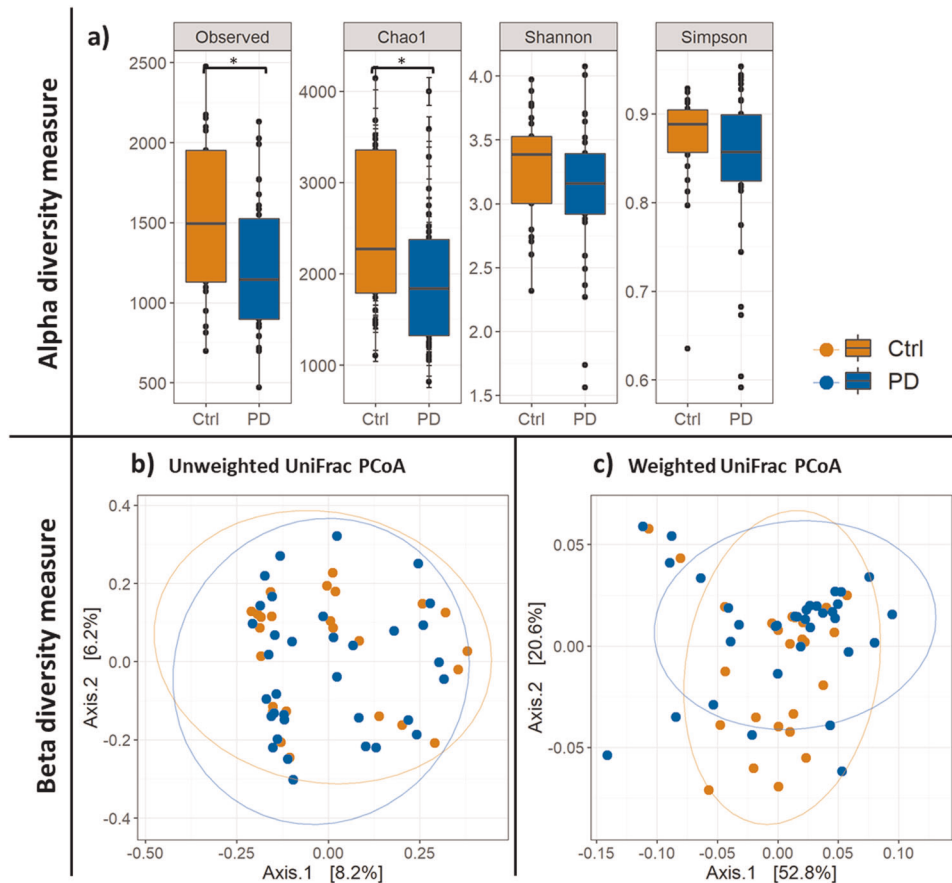 Alpha diversity measure
a)
Observed
Chao1
Shannon
Simpson
2500
2000
1500
1000
500
4000
3000
2000
1000
4.0
3.5
3.0
2.5
2.0
1.5
0.9
0.8
0.7
0.6
*
*
Ctrl PD
Ctrl PD
Ctrl PD
Ctrl PD
Ctrl
PD
Beta diversity measure
b) Unweighted UniFrac PCoA
Axis.2 [6.2%]
0.4
0.2
0.0
-0.2
-0.4
-0.50 -0.25 0.00 0.25
Axis.1 [8.2%]
c) Weighted UniFrac PCoA
Axis.2 [20.6%]
0.05
0.00
-0.05
-0.15 -0.10 -0.05 0.00 0.05 0.10
Axis.1 [52.8%]